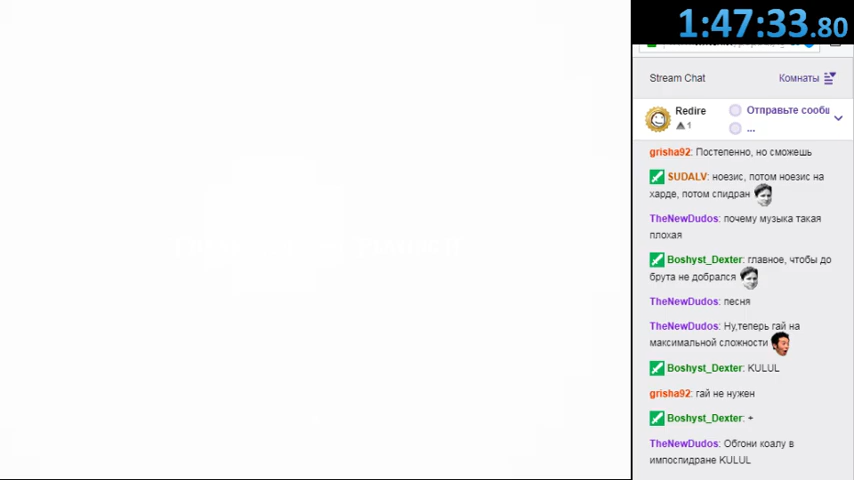 1:47:33.80
Stream Chat
Комнаты
Redire
Отправьте сообщ
1
...
grisha92: Постепенно, но сможешь
SUDALV: ноезис, потом ноезис на
харде, потом спидран
TheNewDudos: почему музыка такая
плохая
Boshyst_Dexter: главное, чтобы до
брута не добрался
TheNewDudos: песня
TheNewDudos: Ну,теперь гай на
максимальной сложности
Boshyst_Dexter: KULUL
grisha92: гай не нужен
Boshyst_Dexter: +
TheNewDudos: Обгони коалу в
импоспидране KULUL